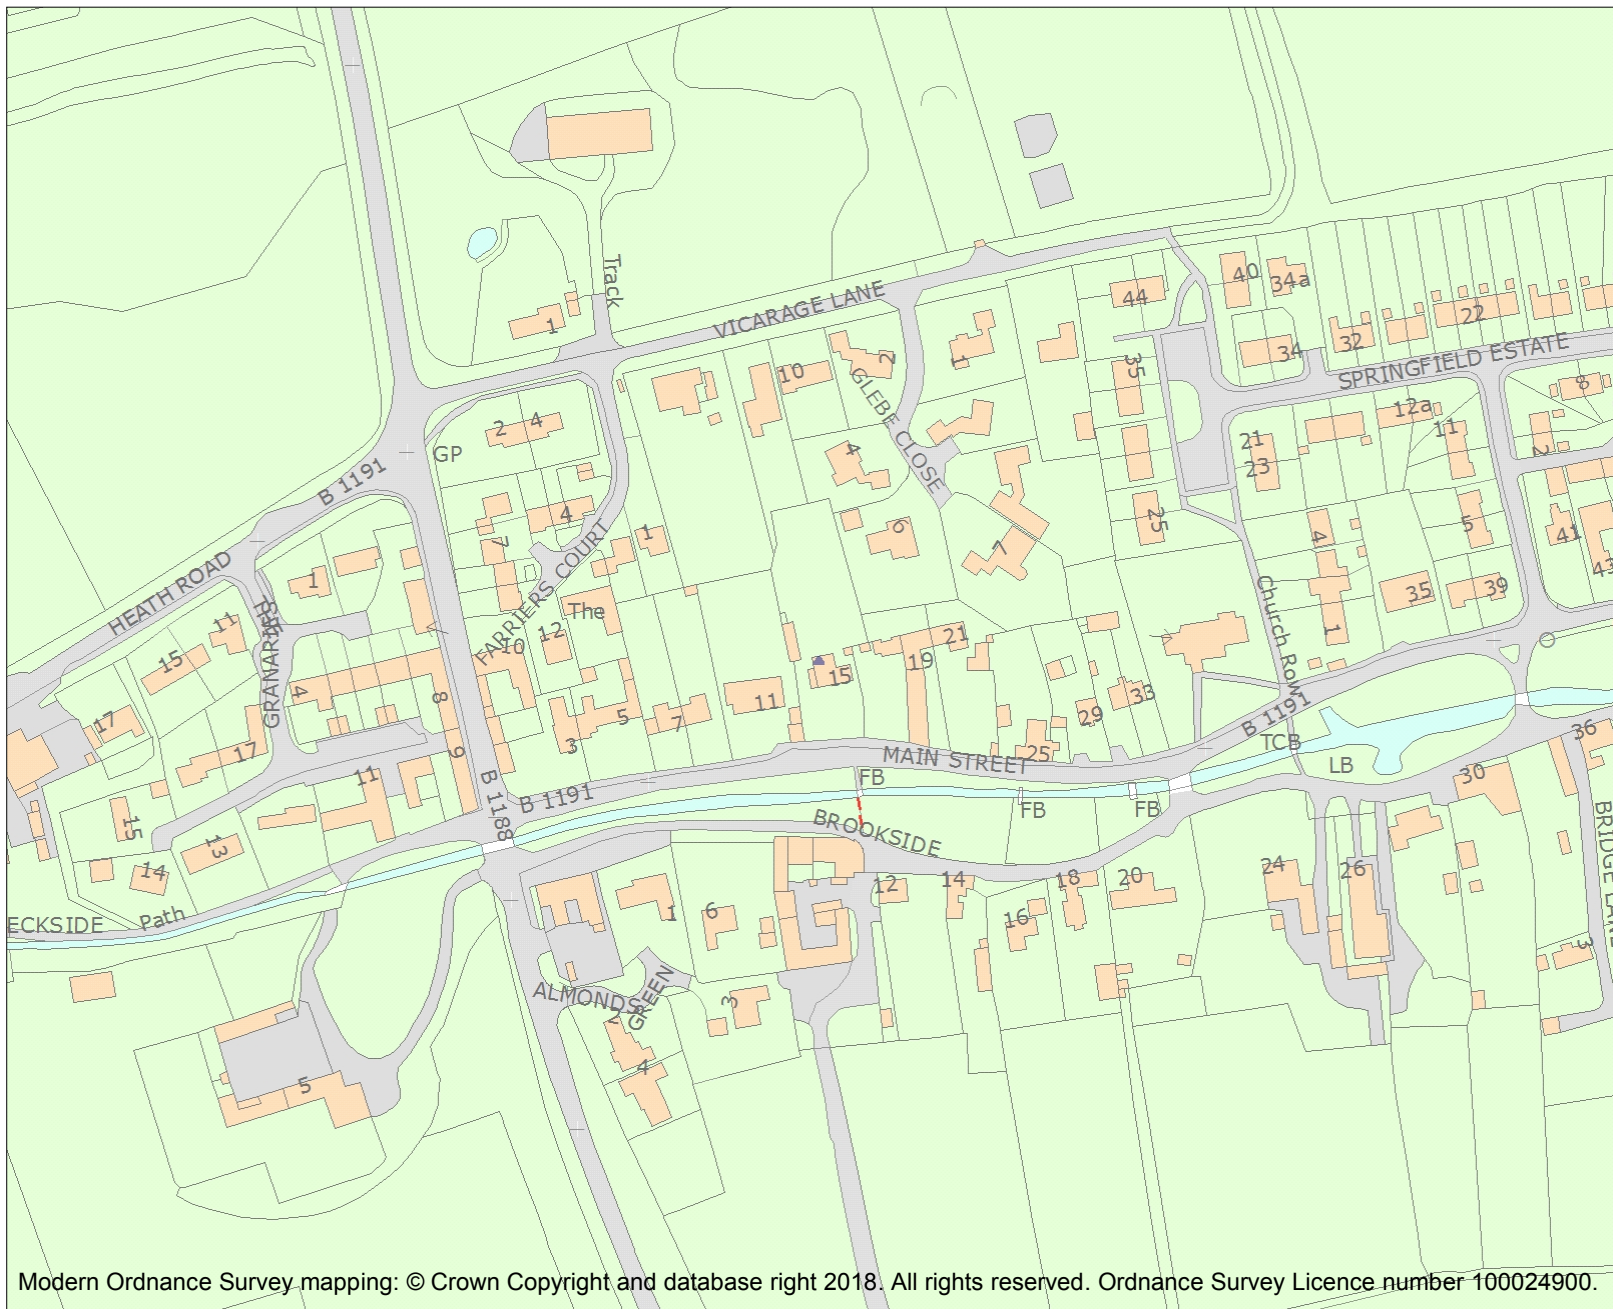 Track
40
34a
44
VICARAGE LANE
22
1
32
34
SPRINGFIELD ESTATE
2
1
35
10
8
GLEBE CLOSE
12a
2 4
11
21
GP
4
2
23
B 1191
4
25
6
5
41
4
1
7
7
HEATH ROAD
43
1
THE
GRANARIES
FARRIERS COURT
The
Church Row
35
39
11
12
10
21
1
15
19
15
4
8
33
17
11
5
7
29
36
B 1191
3
25
TCB
17
9
MAIN STREET
LB
30
11
FB
B 1188
B 1191
FB
FB
BROOKSIDE
15
13
BRIDGE LANE
14
24
26
12
14
18
20
ECKSIDE
Path
1
6
16
3
ALMONDS
GREEN
3
2
4
5
Modern Ordnance Survey mapping: © Crown Copyright and database right 2018. All rights reserved. Ordnance Survey Licence number 100024900.